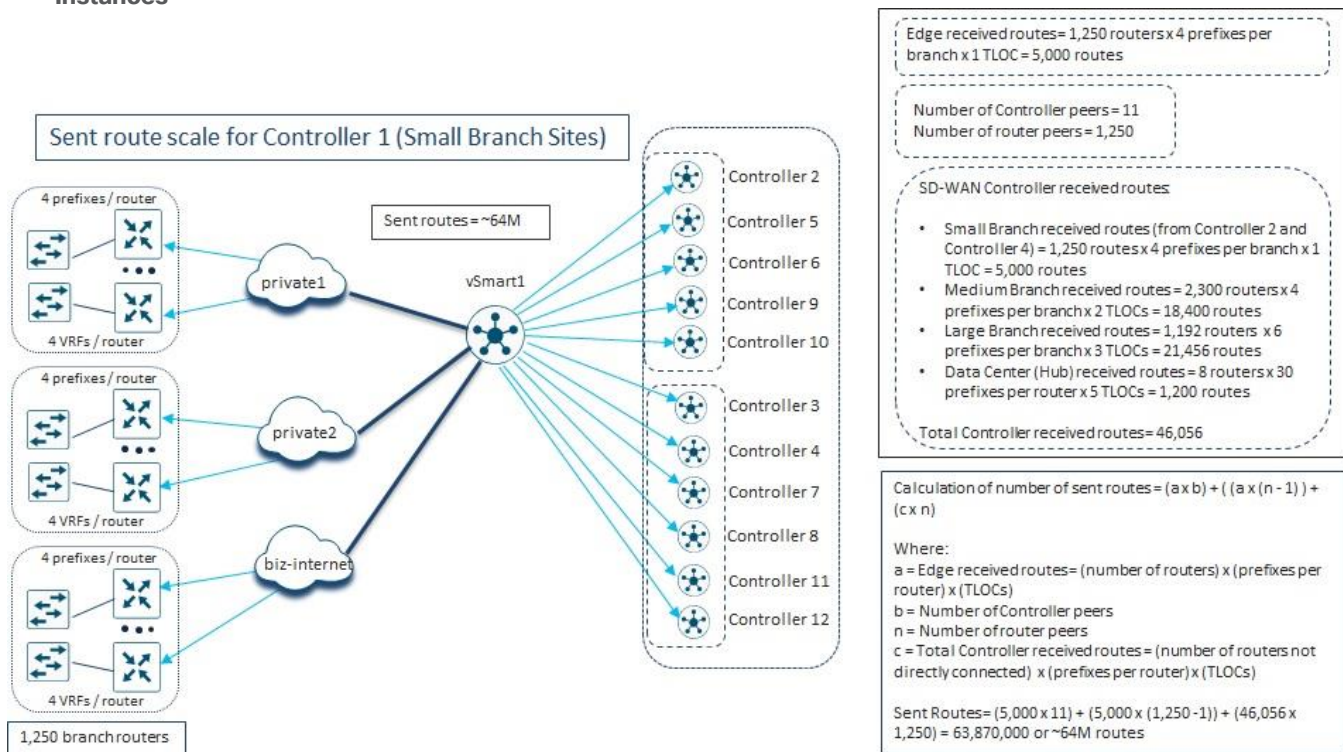 Instances
Sent route scale for Controller 1 (Small Branch Sites)
4 prefixes / router
4 VRFs / router
4 prefixes / router
4 VRFs / router
4 prefixes / router
4 VRFs / router
1,250 branch routers
private1
private2
biz-internet
Sent routes = ~64M
vSmart1
Controller 2
Controller 5
Controller 6
Controller 9
Controller 10
Controller 3
Controller 4
Controller 7
Controller 8
Controller 11
Controller 12
Edge received routes= 1,250 routers x 4 prefixes per
branch x 1 TLOC = 5,000 routes
Number of Controller peers = 11
Number of router peers = 1,250
SD-WAN Controller received routes:
• Small Branch received routes (from Controller 2 and
Controller 4) = 1,250 routes x 4 prefixes per branch x 1
TLOC = 5,000 routes
• Medium Branch received routes = 2,300 routers x 4
prefixes per branch x 2 TLOCs = 18,400 routes
• Large Branch received routes = 1,192 routers x 6
prefixes per branch x 3 TLOCs = 21,456 routes
• Data Center (Hub) received routes = 8 routers x 30
prefixes per router x 5 TLOCs = 1,200 routes
Total Controller received routes = 46,056
Calculation of number of sent routes = (a x b) + ( (a x (n - 1) ) +
(c x n)
Where:
a = Edge received routes= (number of routers) x (prefixes per
router) x (TLOCs)
b = Number of Controller peers
n = Number of router peers
c = Total Controller received routes = (number of routers not
directly connected) x (prefixes per router) x (TLOCs)
Sent Routes= (5,000 x 11) + (5,000 x (1,250 -1)) + (46,056 x
1,250) = 63,870,000 or ~64M routes